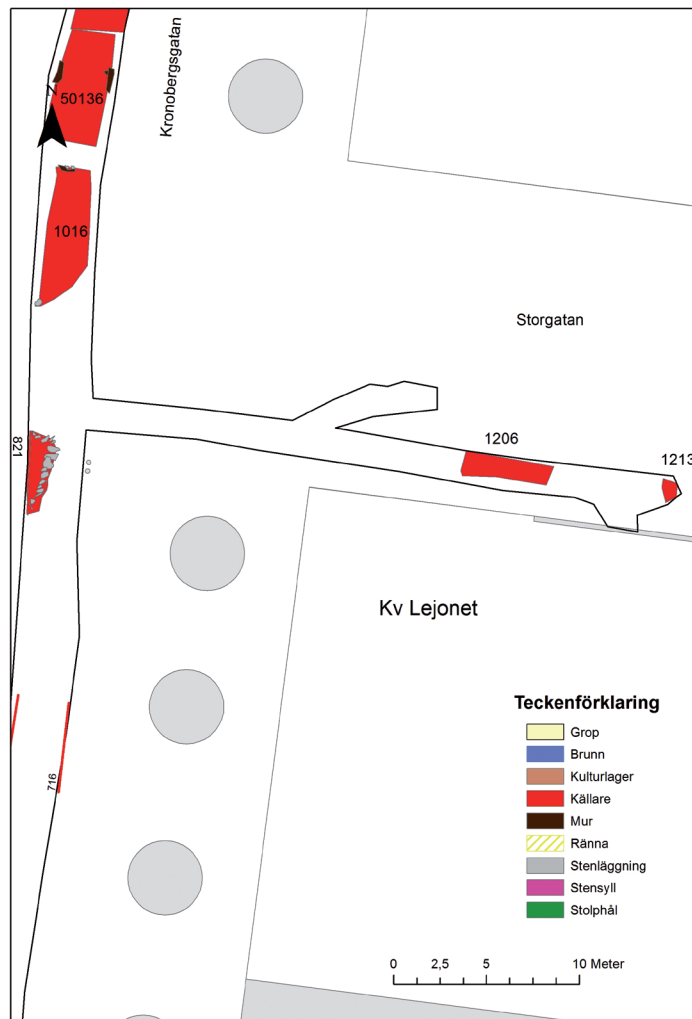 Kronobergsgatan
N
50136
1016
Storgatan
821
1206
1213
Kv Lejonet
716
Teckenförklaring
Grop
Brunn
Kulturlager
Källare
Mur
Ränna
Stenläggning
Stensyll
Stolphål
0 2,5 5 10 Meter